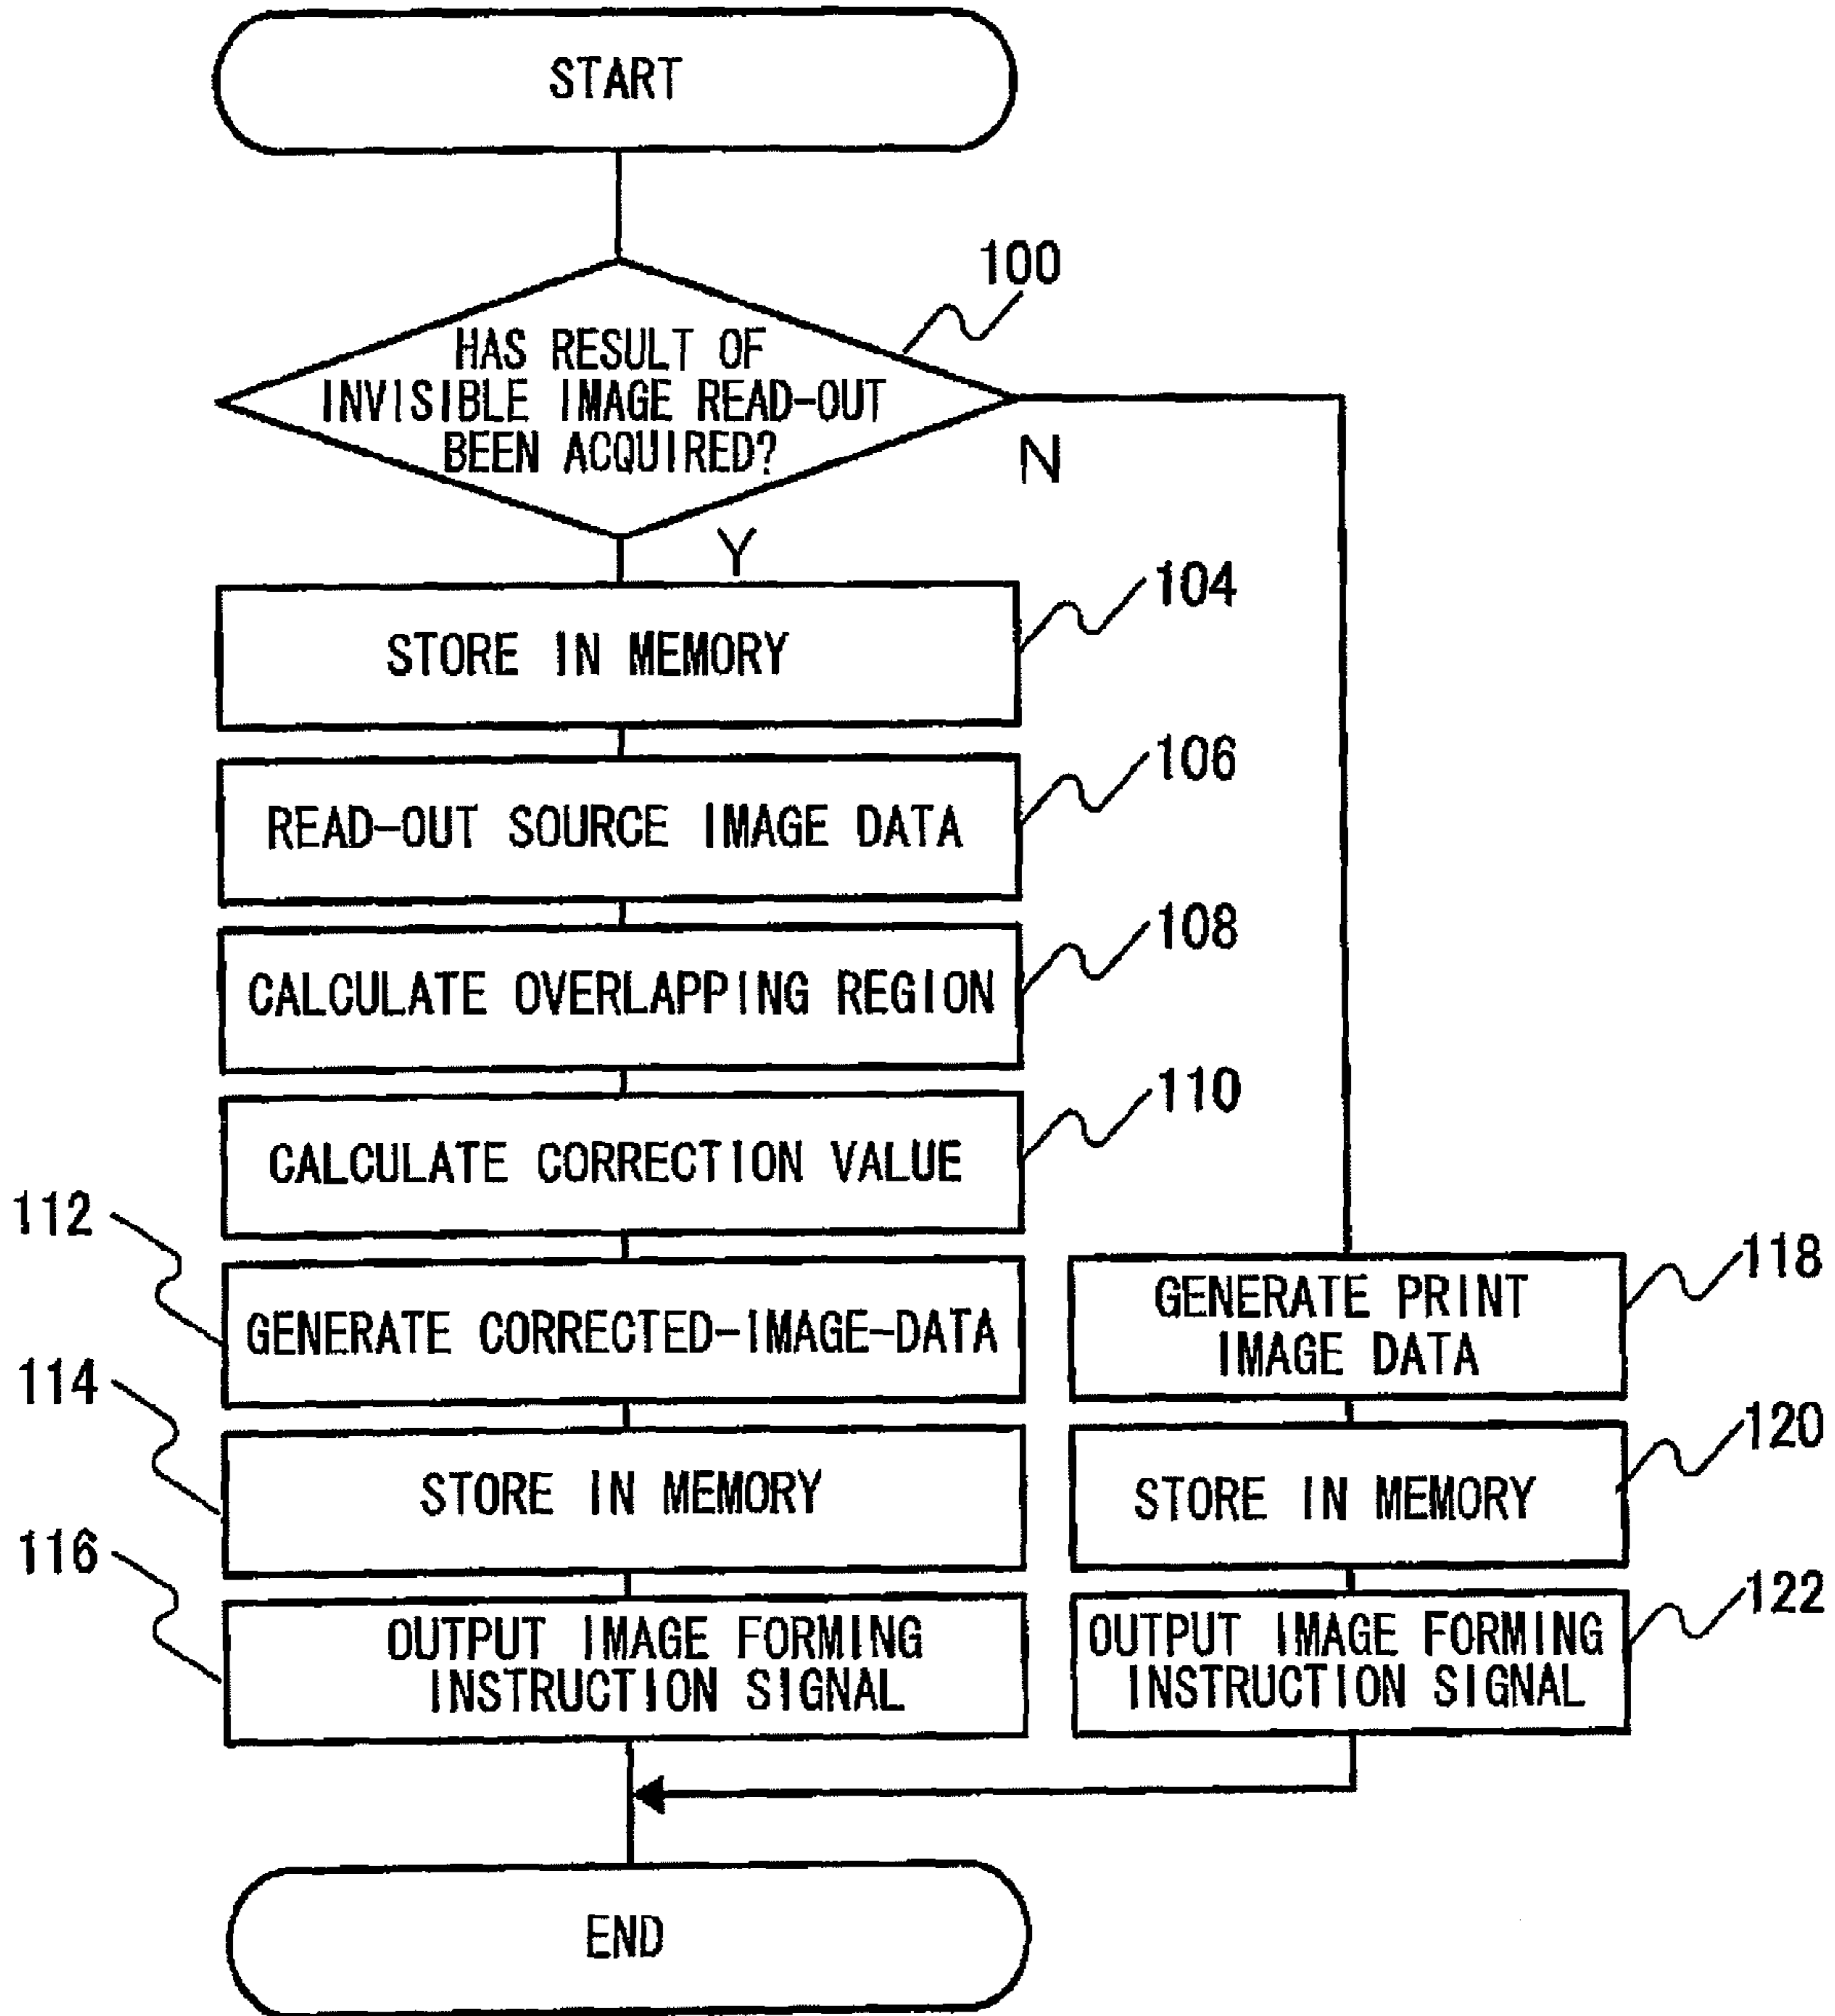 START
100
HAS RESULT OF
INVISIBLE IMAGE READ-OUT
BEEN ACQUIRED?
N
Y
104
STORE IN MEMORY
106
READ-OUT SOURCE IMAGE DATA
108
CALCULATE OVERLAPPING REGION
110
CALCULATE CORRECTION VALUE
112
GENERATE CORRECTED-IMAGE-DATA
114
STORE IN MEMORY
116
OUTPUT IMAGE FORMING
INSTRUCTION SIGNAL
118
GENERATE PRINT
IMAGE DATA
120
STORE IN MEMORY
122
OUTPUT IMAGE FORMING
INSTRUCTION SIGNAL
END